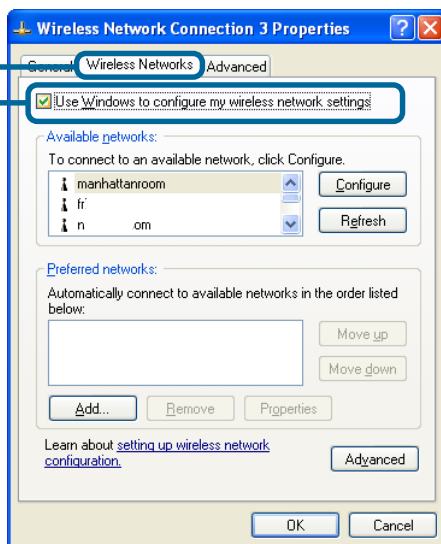 Wireless Network Connection 3 Properties
General Wireless Networks Advanced
Use Windows to configure my wireless network settings
Available networks:
To connect to an available network, click Configure.
manhattanroom
Configure
Refresh
Preferred networks:
Automatically connect to available networks in the order listed
below:
Move up
Move down
Add... Remove Properties
Learn about setting up wireless network
configuration.
Advanced
OK Cancel